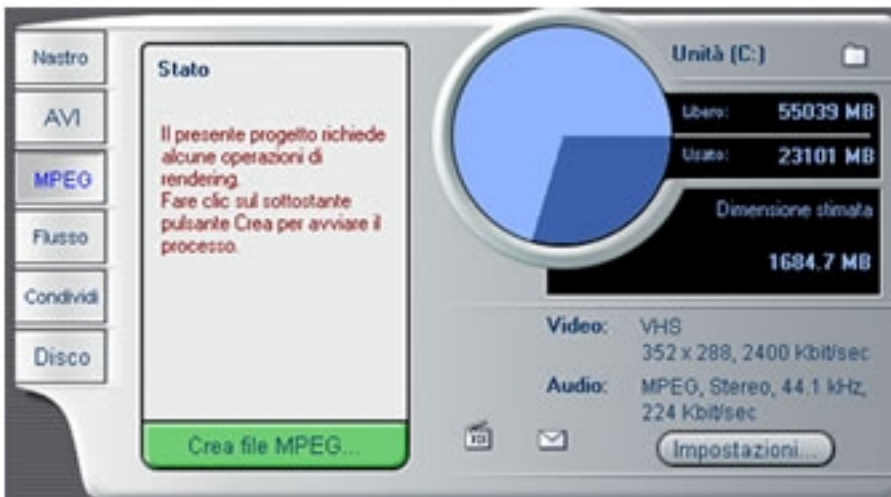 Nastro
AVI
MPEG
Flusso
Condividi
Disco
Stato
Il presente progetto richiede
alcune operazioni di
rendering.
Fare clic sul sottostante
pulsante Crea per avviare il
processo.
Crea file MPEG...
Unità (C:)
Libero: 55039 MB
Usato: 23101 MB
Dimensione stimata
1684.7 MB
Video: VHS
352 x 288, 2400 Kbit/sec
Audio: MPEG, Stereo, 44.1 kHz,
224 Kbit/sec
Impostazioni...